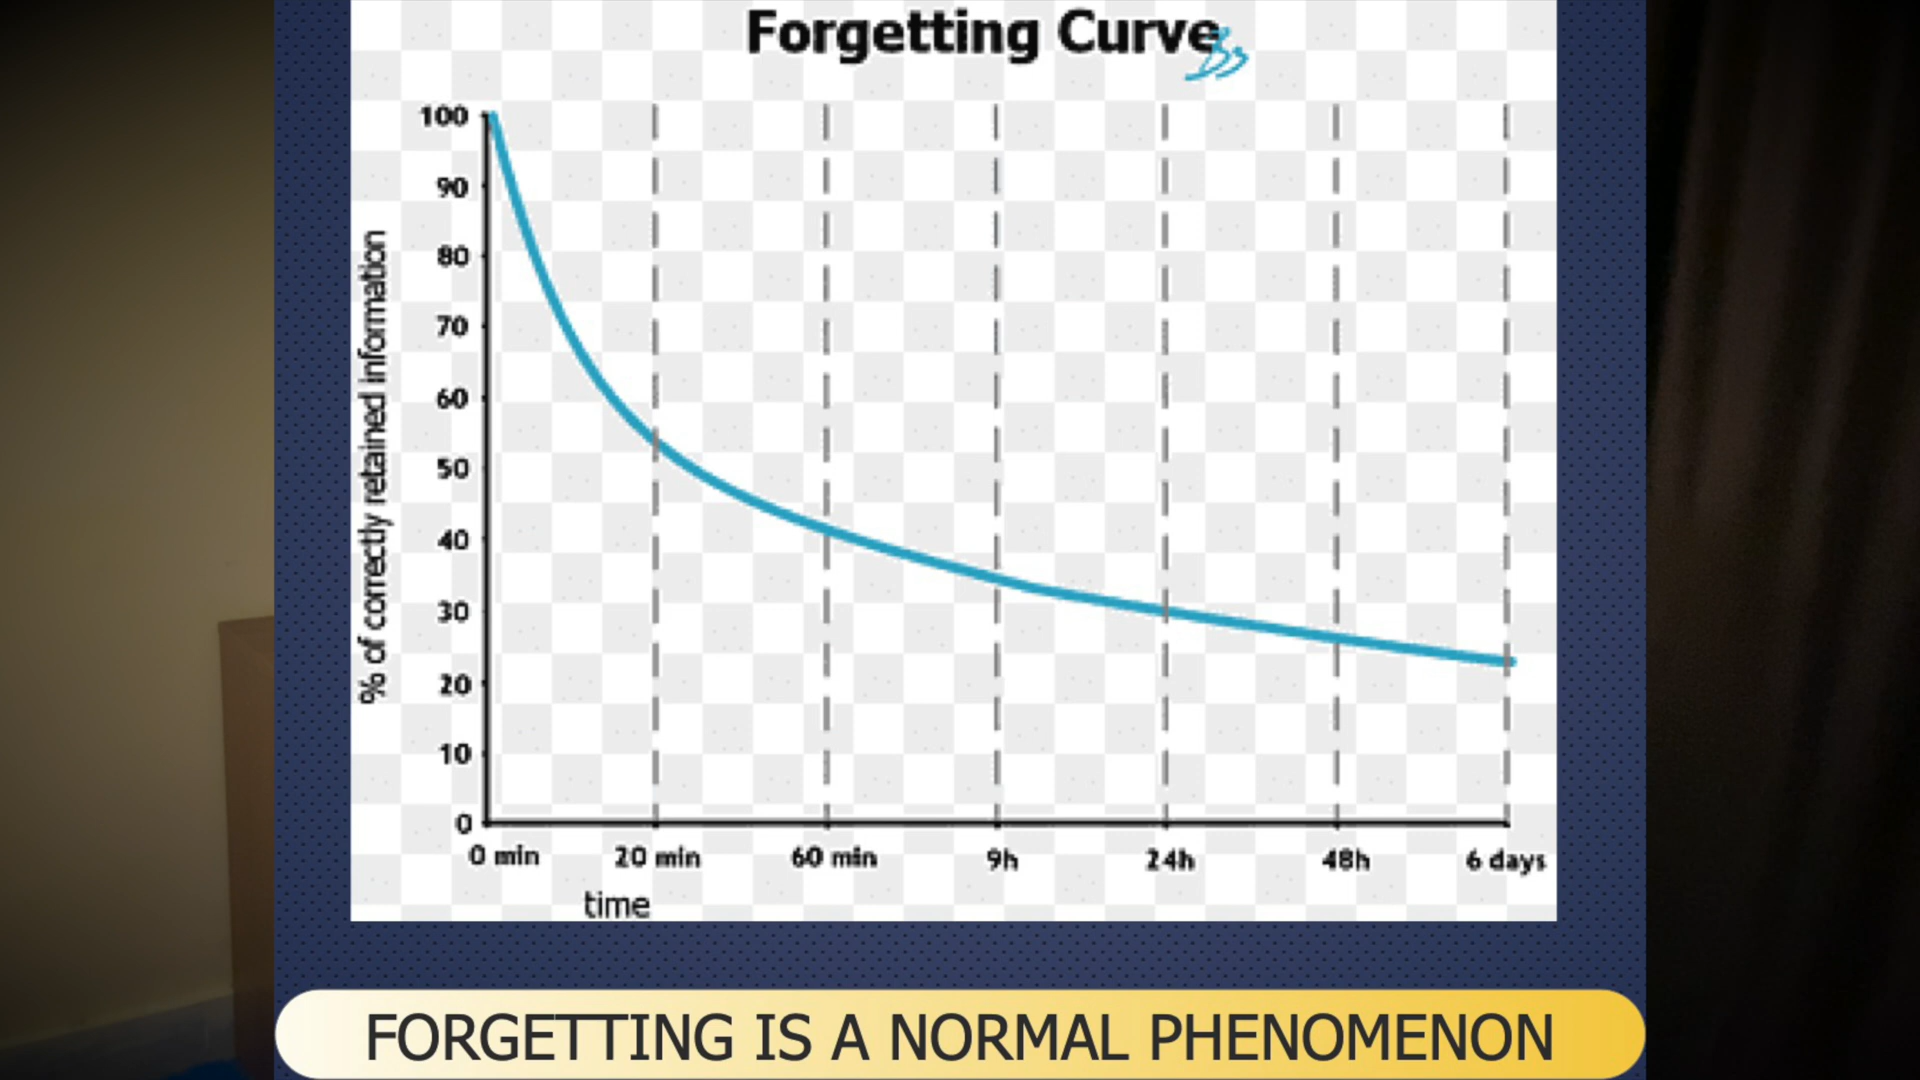 Forgetting Curve
100
90
80
70
60
50
40
30
20
10
0
% of correctly retained information
0 min 20 min 60 min 9h 24h 48h 6 days
time
FORGETTING IS A NORMAL PHENOMENON